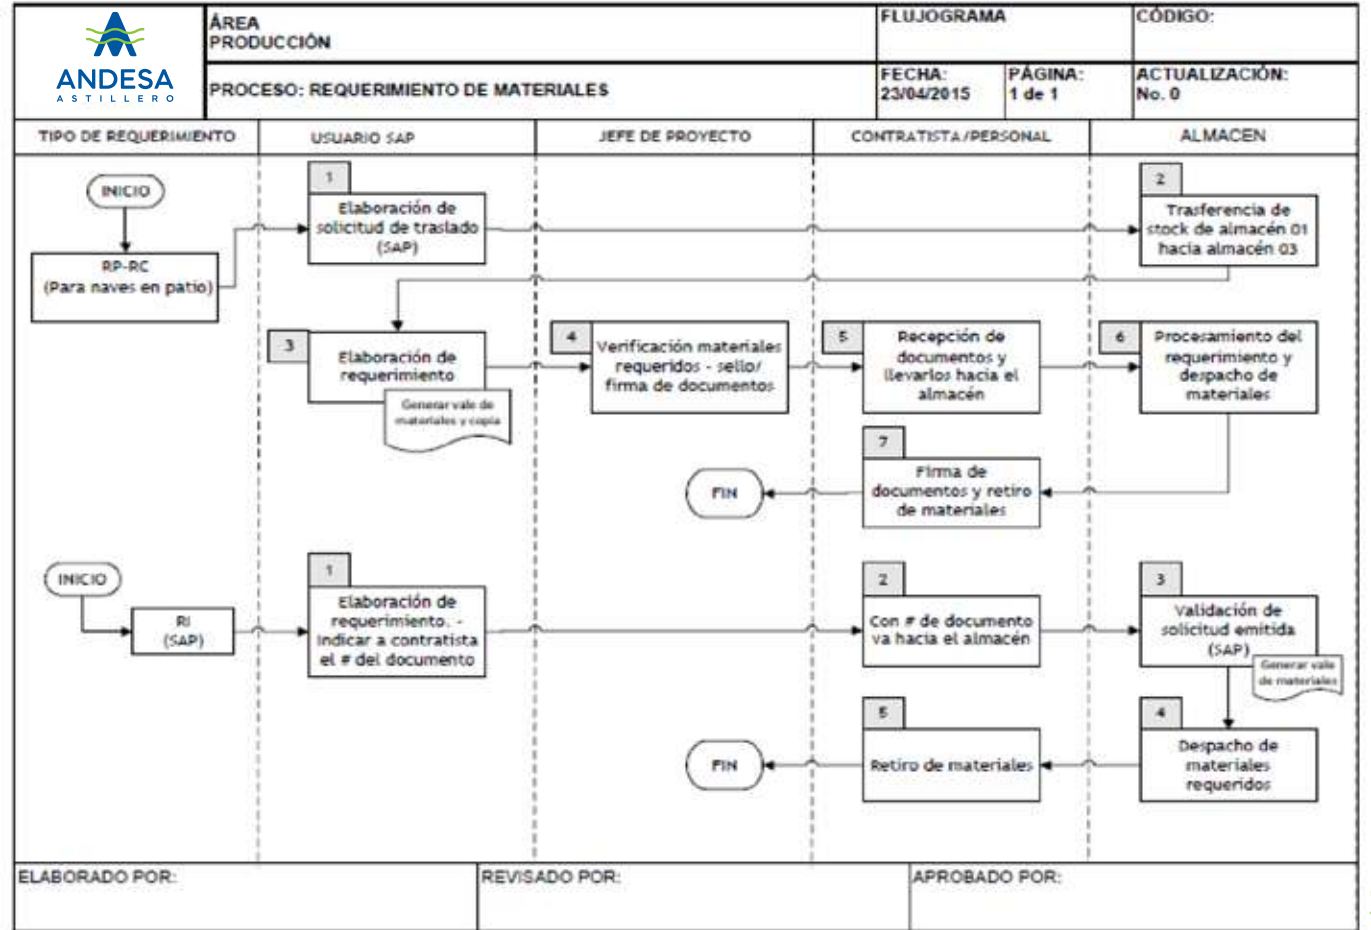 ANDESA
ASTILLERO
ÁREA
PRODUCCIÓN
FLUJOGRAMA
CÓDIGO:
PROCESO: REQUERIMIENTO DE MATERIALES
FECHA:
23/04/2015
PÁGINA:
1 de 1
ACTUALIZACIÓN:
No. 0
TIPO DE REQUERIMIENTO
USUARIO SAP
JEFE DE PROYECTO
CONTRATISTA/PERSONAL
ALMACEN
INICIO
1
Elaboración de
solicitud de traslado
(SAP)
2
Trasferencia de
stock de almacén 01
hacia almacén 03
RP-RC
(Para naves en patio)
3
Elaboración de
requerimiento
Generar vale de
materiales y copia
4
Verificación materiales
requeridos - sello/
firma de documentos
5
Recepción de
documentos y
llevarlos hacia el
almacén
6
Procesamiento del
requerimiento y
despacho de
materiales
7
Firma de
documentos y retiro
de materiales
FIN
INICIO
RI
(SAP)
1
Elaboración de
requerimiento. -
Indicar a contratista
el # del documento
2
Con # de documento
va hacia el almacén
3
Validación de
solicitud emitida
(SAP)
Generar vale
de materiales
4
Despacho de
materiales
requeridos
5
Retiro de materiales
FIN
ELABORADO POR:
REVISADO POR:
APROBADO POR: